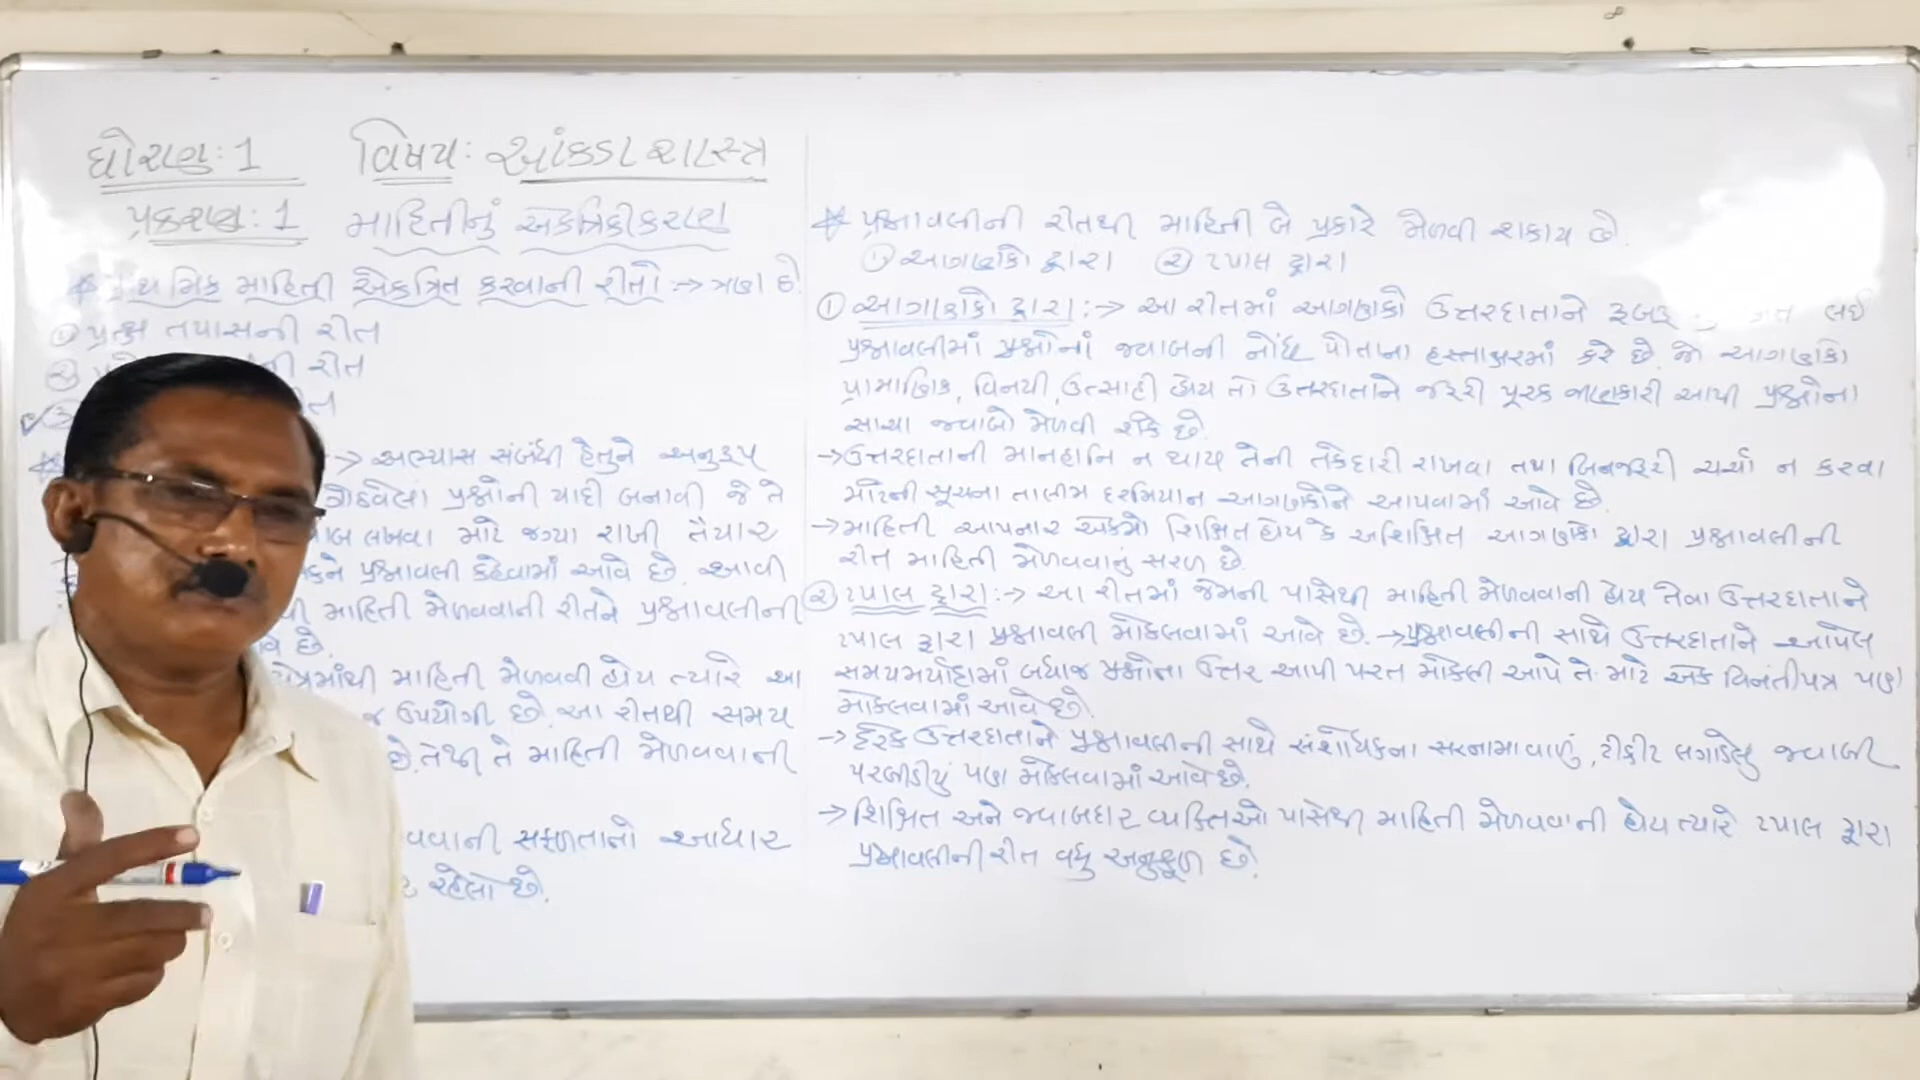 ધોરણ: 1 વિષય: આંકડાશાસ્ત્ર
પ્રકરણ: 1 માહિતીનું એકત્રિકીકરણ
માહિતી એકત્રિત કરવાની રીતો :→ ત્રણ છે.
① પ્રત્યક્ષ તપાસની રીત
② ની રીત
→ અભ્યાસ સંબંધી હેતુને અનુરૂપ
ગોઠવેલાં પ્રશ્નોની યાદી બનાવી જે તે
લખવા માટે જગ્યા રાખી તૈયાર
પ્રશ્નાવલી કહેવામાં આવે છે. આવી
માહિતી મેળવવાની રીતને પ્રશ્નાવલીની
છે.
માહિતી મેળવવી હોય ત્યારે આ
જ ઉપયોગી છે. આ રીતથી સમય
છે. તેથી તે માહિતી મેળવવાની
સફળતાનો આધાર
રહેલો છે.
* પ્રશ્નાવલીની રીતથી માહિતી બે પ્રકારે મેળવી શકાય છે.
① આગણકો દ્વારા ② ટપાલ દ્વારા
① આગણકો દ્વારા :→ આ રીતમાં આગણકો ઉત્તરદાતાને રૂબરૂ લઈ
પ્રશ્નાવલીમાં પ્રશ્નોનાં જવાબની નોંધ પોતાના હસ્તાક્ષરમાં કરે છે. જો આગણકો
પ્રામાણિક, વિનયી, ઉત્સાહી હોય તો ઉત્તરદાતાને જરૂરી પૂરક જાણકારી આપી પ્રશ્નોના
સાચા જવાબો મેળવી શકે છે.
→ ઉત્તરદાતાની માનહાનિ ન થાય તેની તકેદારી રાખવા તથા બિનજરૂરી ચર્ચા ન કરવા
માટેની સૂચના તાલીમ દરમિયાન આગણકોને આપવામાં આવે છે.
→ માહિતી આપનાર એકમો શિક્ષિત હોય કે અશિક્ષિત આગણકો દ્વારા પ્રશ્નાવલીની
રીત માહિતી મેળવવાનું સરળ છે.
② ટપાલ દ્વારા :→ આ રીતમાં જેમની પાસેથી માહિતી મેળવવાની હોય તેવા ઉત્તરદાતાને
ટપાલ દ્વારા પ્રશ્નાવલી મોકલવામાં આવે છે. → પ્રશ્નાવલીની સાથે ઉત્તરદાતાને આપેલ
સમયમર્યાદામાં બધાજ પ્રશ્નોના ઉત્તર આપી પરત મોકલી આપે તે માટે એક વિનંતીપત્ર પણ
મોકલવામાં આવે છે.
→ દરેક ઉત્તરદાતાને પ્રશ્નાવલીની સાથે સંશોધકના સરનામાવાળું, ટીકીટ લગાડેલું જવાબી
પરબીડીયું પણ મોકલવામાં આવે છે.
→ શિક્ષિત અને જવાબદાર વ્યક્તિઓ પાસેથી માહિતી મેળવવાની હોય ત્યારે ટપાલ દ્વારા
પ્રશ્નાવલીની રીત વધુ અનુકૂળ છે.